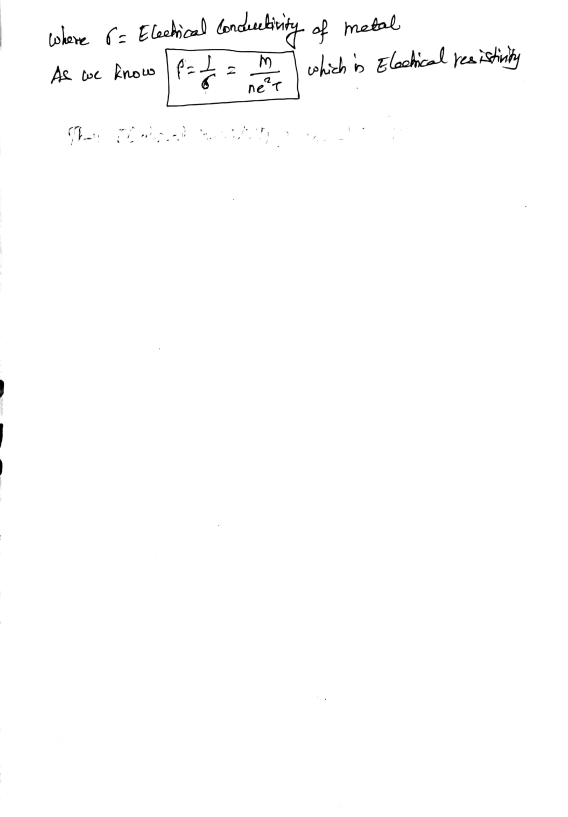 where σ = Electrical Conductivity of metal
As we know ρ = 1/σ = m/ne²τ which is Electrical resistivity